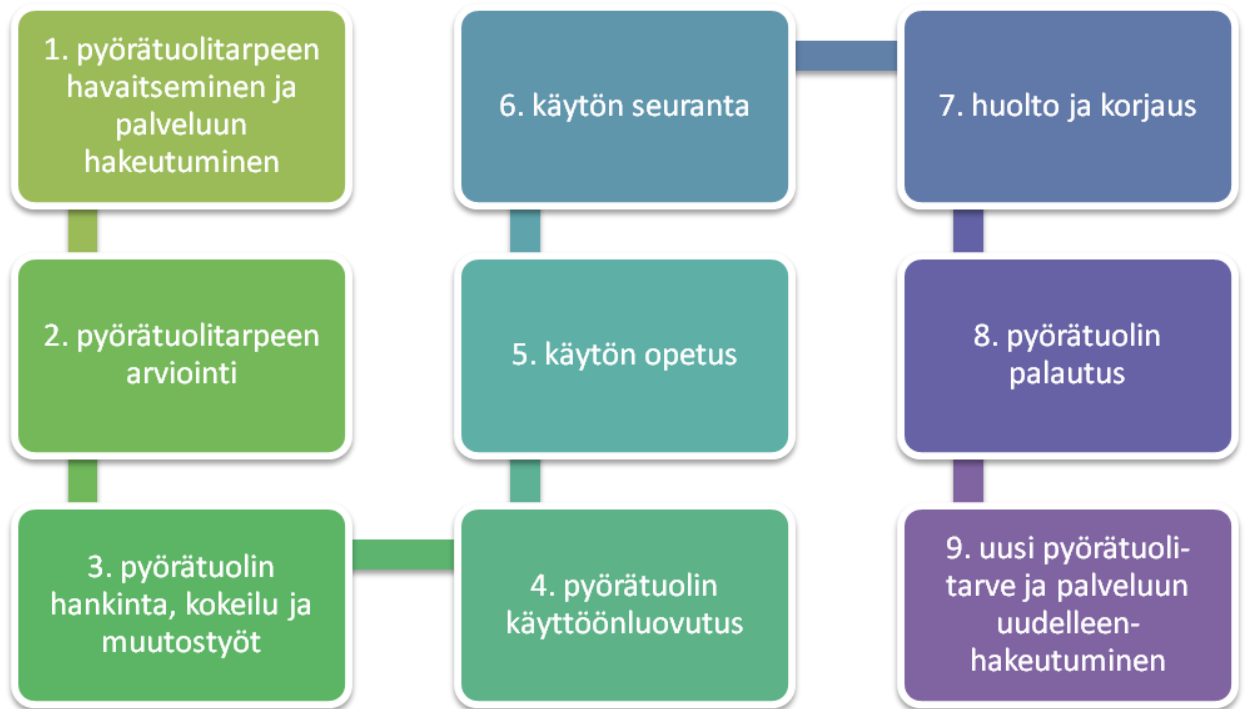 1. pyörätuolitarpeen
havaitseminen ja
palveluun
hakeutuminen
2. pyörätuolitarpeen
arviointi
3. pyörätuolin
hankinta, kokeilu ja
muutostyöt
4. pyörätuolin
käyttöönluovutus
5. käytön opetus
6. käytön seuranta
7. huolto ja korjaus
8. pyörätuolin
palautus
9. uusi pyörätuoli-
tarve ja palveluun
uudelleen-
hakeutuminen